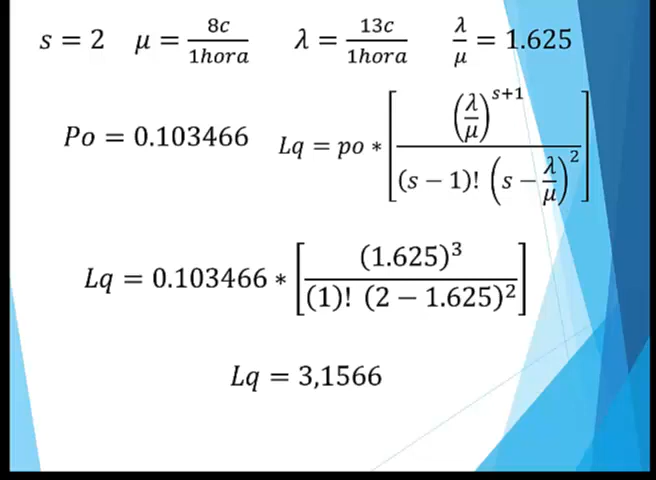 s = 2 μ = 8c/1hora λ = 13c/1hora λ/μ = 1.625
Po = 0.103466 Lq = po * [(λ/μ)^(s+1) / ((s − 1)! (s − λ/μ)^2)]
Lq = 0.103466 * [(1.625)^3 / ((1)! (2 − 1.625)^2)]
Lq = 3,1566